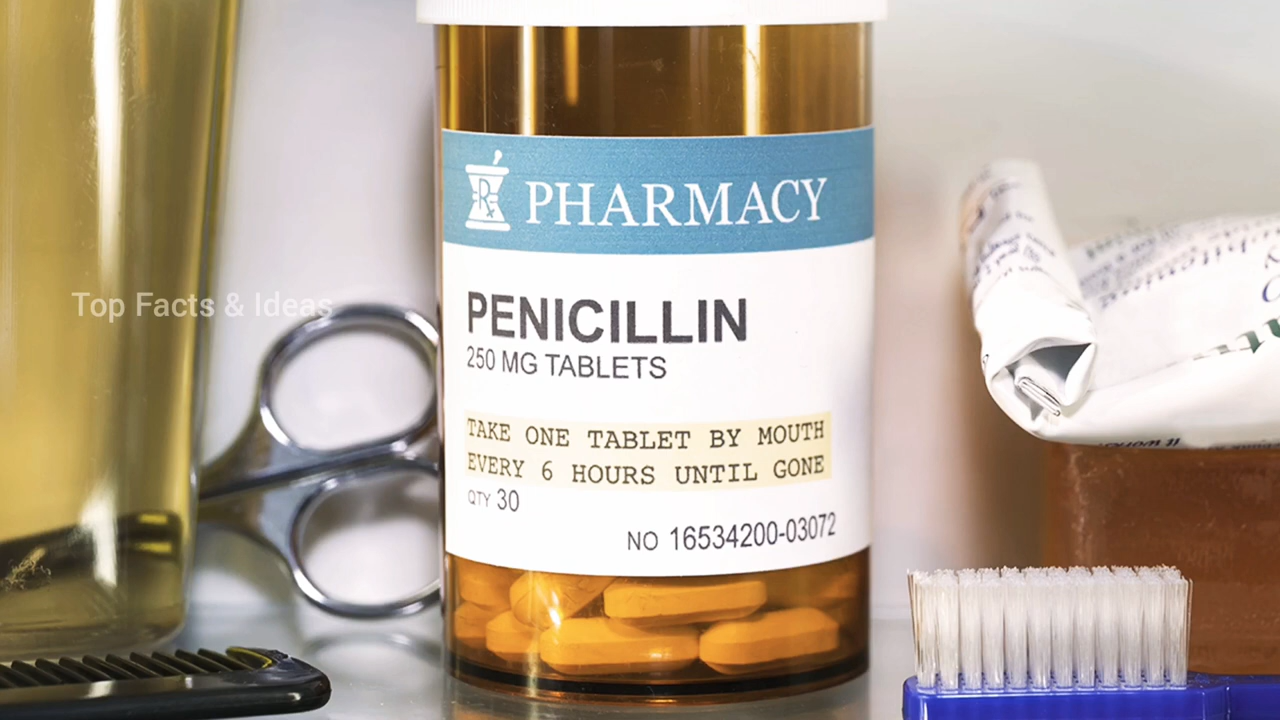 PHARMACY
Top Facts & Ideas
PENICILLIN
250 MG TABLETS
TAKE ONE TABLET BY MOUTH
EVERY 6 HOURS UNTIL GONE
QTY 30
NO 16534200-03072